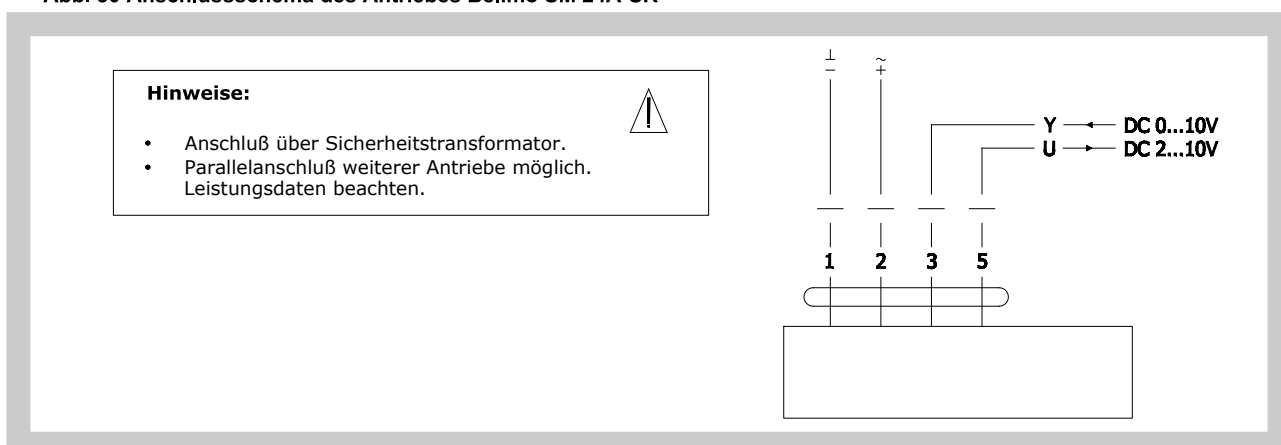 Abb. 30 Anschlussschema des Antriebes Belimo SM 24A-SR
Hinweise:
• Anschluß über Sicherheitstransformator.
• Parallelanschluß weiterer Antriebe möglich.
Leistungsdaten beachten.
⊥ ~
− +
Y DC 0...10V
U DC 2...10V
1 2 3 5